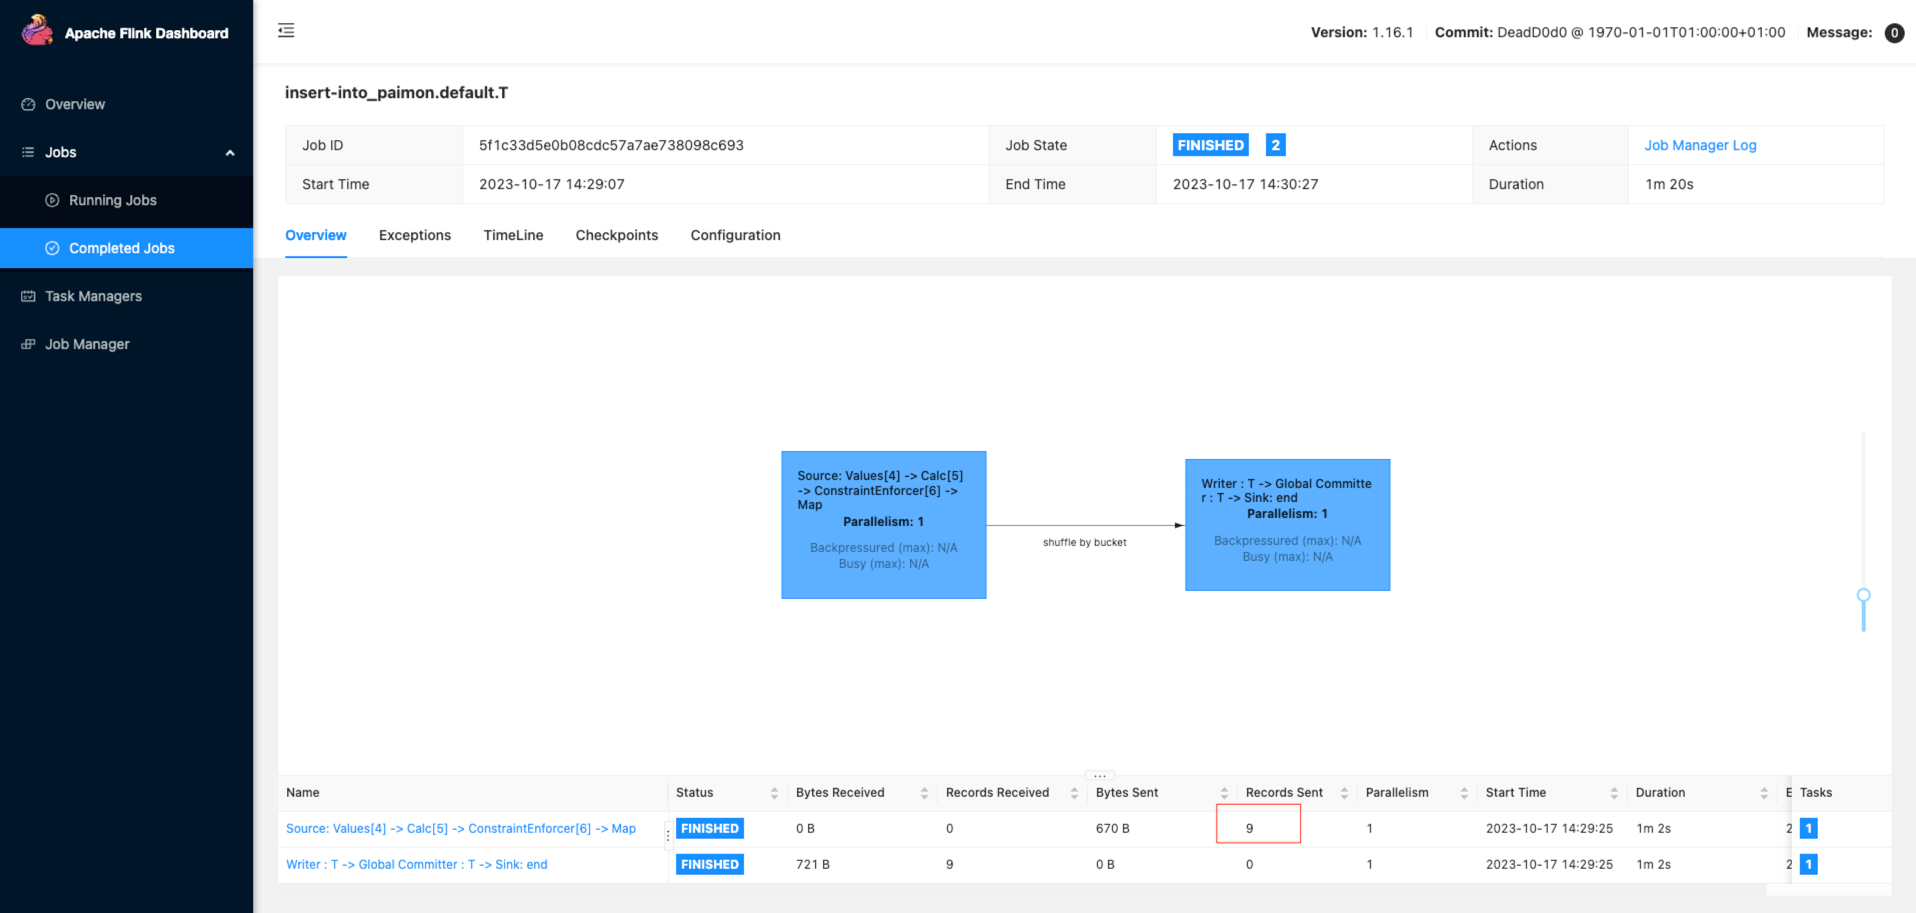 Apache Flink Dashboard
Version: 1.16.1 Commit: DeadD0d0 @ 1970-01-01T01:00:00+01:00 Message: 0
Overview
Jobs
Running Jobs
Completed Jobs
Task Managers
Job Manager
insert-into_paimon.default.T
Job ID 5f1c33d5e0b08cdc57a7ae738098c693 Job State FINISHED 2 Actions Job Manager Log
Start Time 2023-10-17 14:29:07 End Time 2023-10-17 14:30:27 Duration 1m 20s
Overview Exceptions TimeLine Checkpoints Configuration
Source: Values[4] -> Calc[5]
-> ConstraintEnforcer[6] ->
Map
Parallelism: 1
Backpressured (max): N/A
Busy (max): N/A
shuffle by bucket
Writer : T -> Global Committe
r : T -> Sink: end
Parallelism: 1
Backpressured (max): N/A
Busy (max): N/A
Name Status Bytes Received Records Received Bytes Sent Records Sent Parallelism Start Time Duration E Tasks
Source: Values[4] -> Calc[5] -> ConstraintEnforcer[6] -> Map FINISHED 0 B 0 670 B 9 1 2023-10-17 14:29:25 1m 2s 2 1
Writer : T -> Global Committer : T -> Sink: end FINISHED 721 B 9 0 B 0 1 2023-10-17 14:29:25 1m 2s 2 1